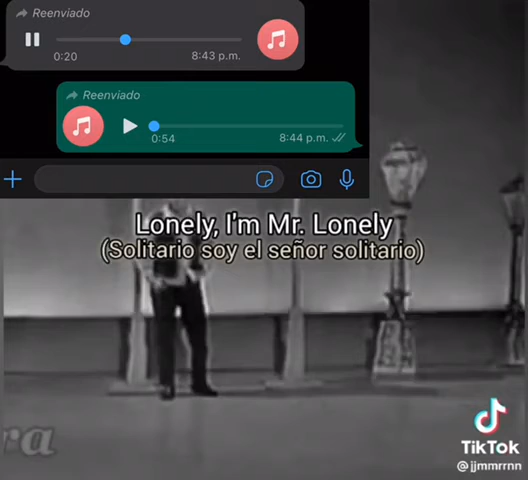 Reenviado
0:20
8:43 p.m.
Reenviado
0:54
8:44 p.m.
Lonely, I'm Mr. Lonely
(Solitario soy el señor solitario)
ra
TikTok
@jjmmrrnn